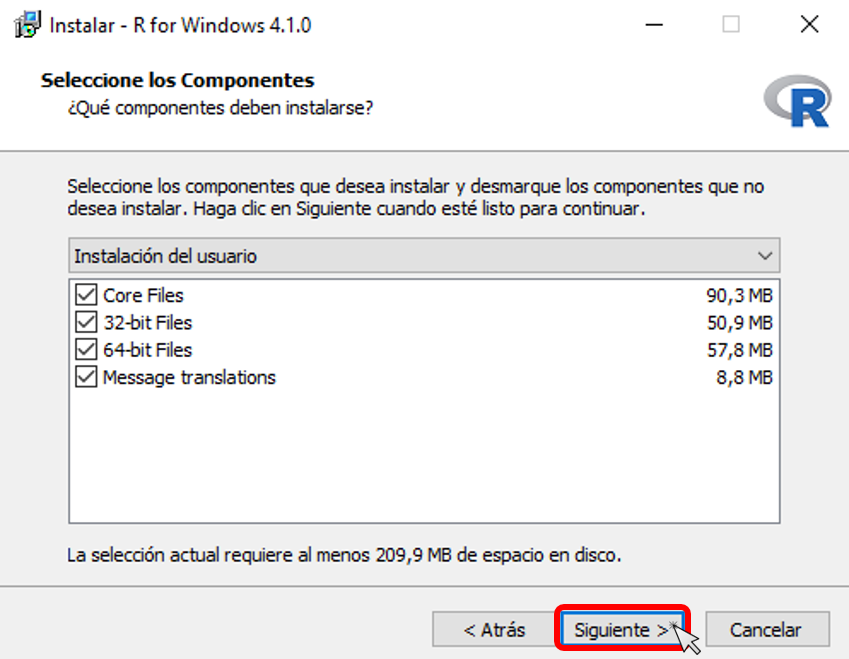 Instalar - R for Windows 4.1.0
Seleccione los Componentes
¿Qué componentes deben instalarse?
R
Seleccione los componentes que desea instalar y desmarque los componentes que no
desea instalar. Haga clic en Siguiente cuando esté listo para continuar.
Instalación del usuario
Core Files 90,3 MB
32-bit Files 50,9 MB
64-bit Files 57,8 MB
Message translations 8,8 MB
La selección actual requiere al menos 209,9 MB de espacio en disco.
< Atrás Siguiente > Cancelar